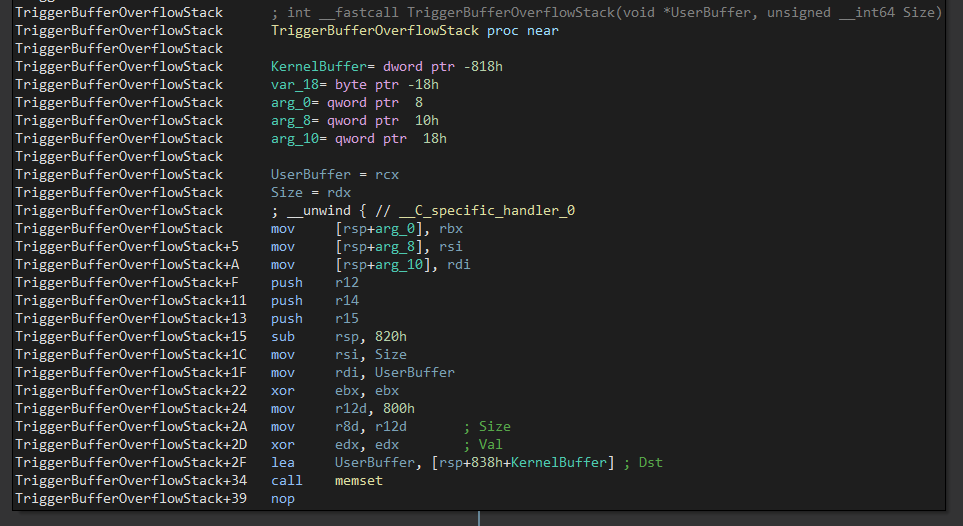 TriggerBufferOverflowStack ; int __fastcall TriggerBufferOverflowStack(void *UserBuffer, unsigned __int64 Size)
TriggerBufferOverflowStack TriggerBufferOverflowStack proc near
TriggerBufferOverflowStack
TriggerBufferOverflowStack KernelBuffer= dword ptr -818h
TriggerBufferOverflowStack var_18= byte ptr -18h
TriggerBufferOverflowStack arg_0= qword ptr  8
TriggerBufferOverflowStack arg_8= qword ptr  10h
TriggerBufferOverflowStack arg_10= qword ptr  18h
TriggerBufferOverflowStack
TriggerBufferOverflowStack UserBuffer = rcx
TriggerBufferOverflowStack Size = rdx
TriggerBufferOverflowStack ; __unwind { // __C_specific_handler_0
TriggerBufferOverflowStack mov [rsp+arg_0], rbx
TriggerBufferOverflowStack+5 mov [rsp+arg_8], rsi
TriggerBufferOverflowStack+A mov [rsp+arg_10], rdi
TriggerBufferOverflowStack+F push r12
TriggerBufferOverflowStack+11 push r14
TriggerBufferOverflowStack+13 push r15
TriggerBufferOverflowStack+15 sub rsp, 820h
TriggerBufferOverflowStack+1C mov rsi, Size
TriggerBufferOverflowStack+1F mov rdi, UserBuffer
TriggerBufferOverflowStack+22 xor ebx, ebx
TriggerBufferOverflowStack+24 mov r12d, 800h
TriggerBufferOverflowStack+2A mov r8d, r12d ; Size
TriggerBufferOverflowStack+2D xor edx, edx ; Val
TriggerBufferOverflowStack+2F lea UserBuffer, [rsp+838h+KernelBuffer] ; Dst
TriggerBufferOverflowStack+34 call memset
TriggerBufferOverflowStack+39 nop